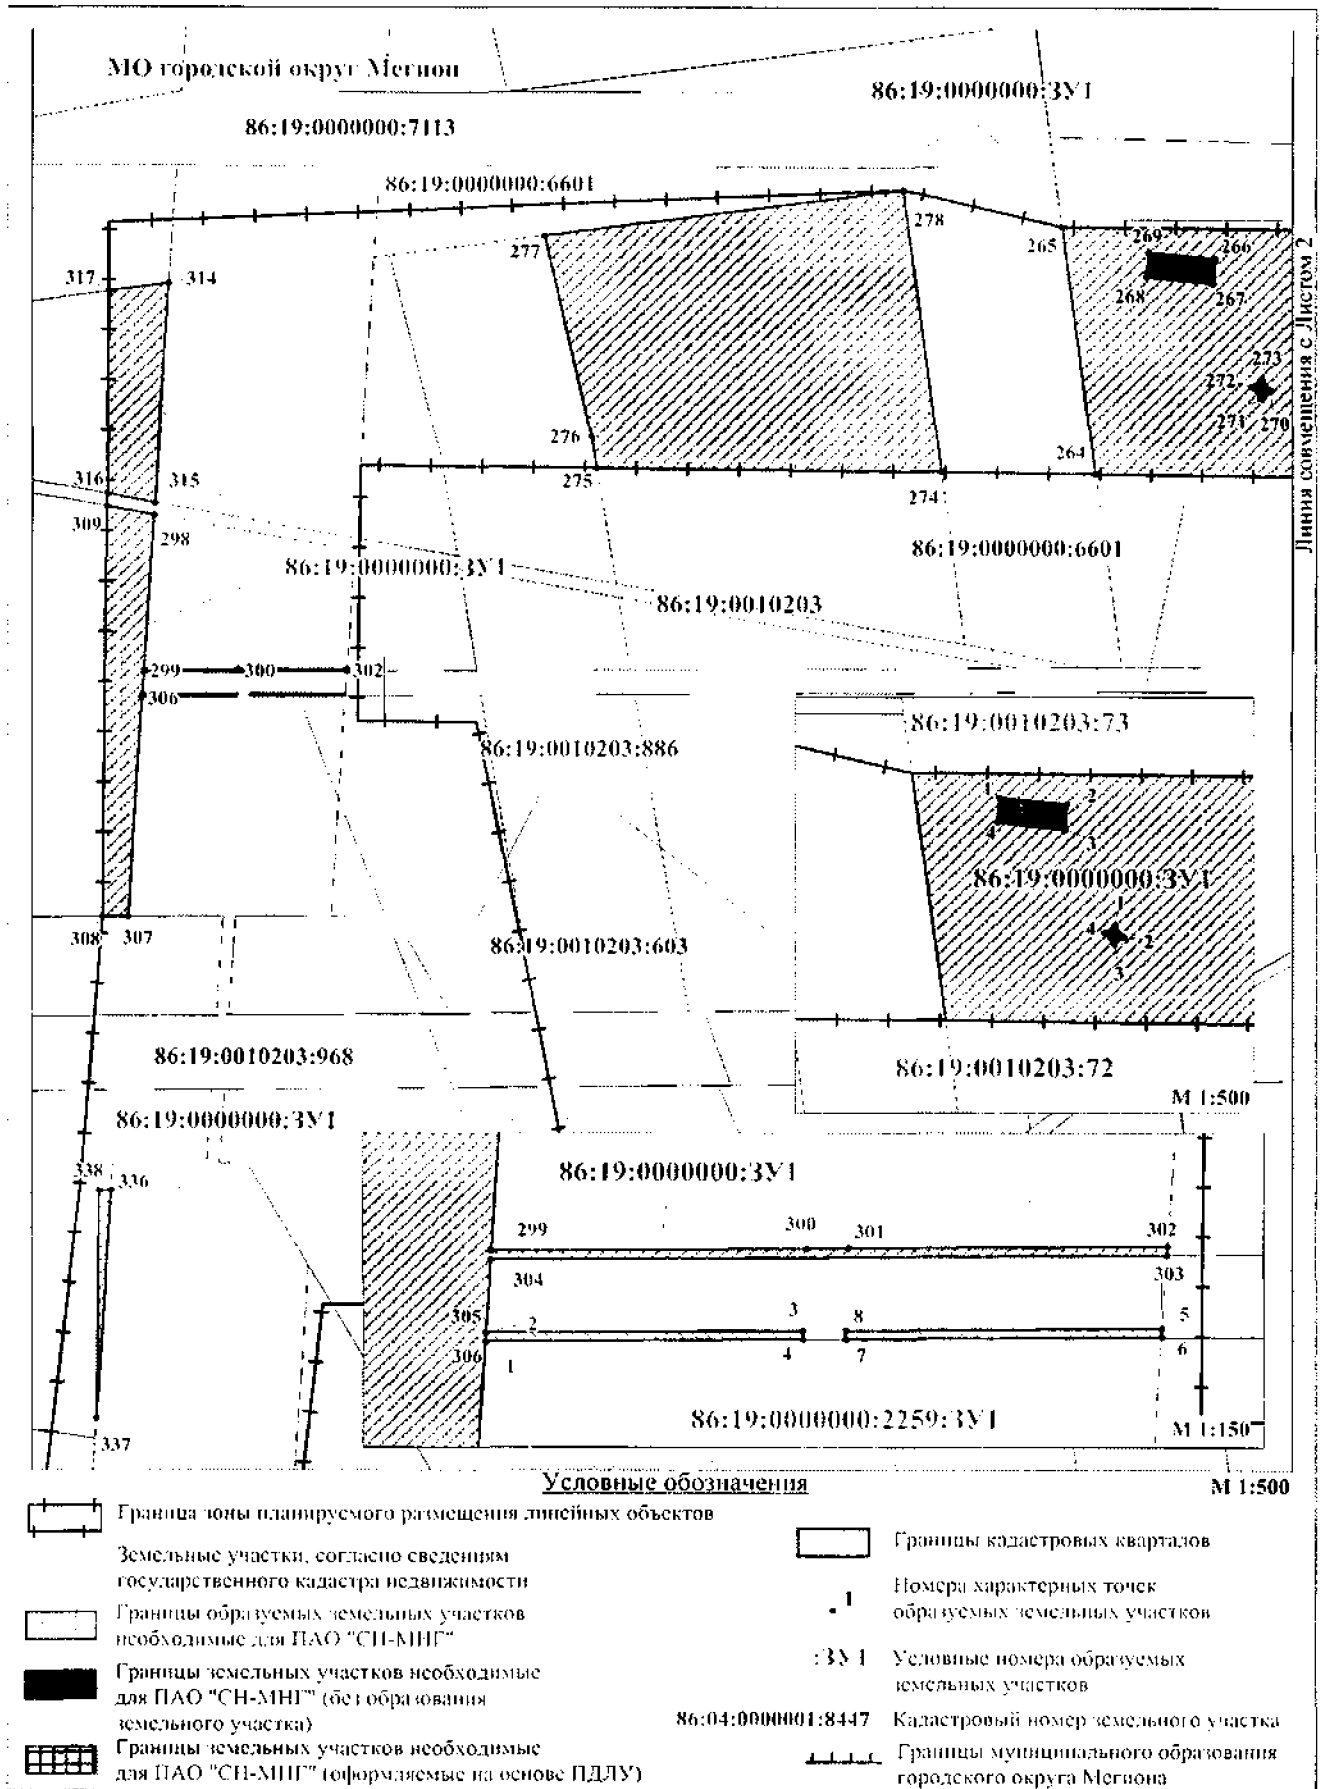 МО городской округ Мегион
86:19:0000000:ЗУ1
86:19:0000000:7113
86:19:0000000:6601
278
277
265
269
266
268
267
317
314
273
272
271
270
276
275
274
264
316
315
309
298
Линия совмещения с Листом 2
86:19:0000000:6601
86:19:0000000:ЗУ1
86:19:0010203
299
300
302
306
86:19:0010203:886
86:19:0010203:73
1
2
4
3
86:19:0000000:ЗУ1
1
4
2
3
308
307
86:19:0010203:603
86:19:0010203:968
86:19:0010203:72
М 1:500
86:19:0000000:ЗУ1
338
336
337
86:19:0000000:ЗУ1
299
300
301
302
304
303
305
2
3
8
5
306
1
4
7
6
86:19:0000000:2259:ЗУ1
М 1:150
Условные обозначения
М 1:500
Граница зоны планируемого размещения линейных объектов
Земельные участки, согласно сведениям
государственного кадастра недвижимости
Границы образуемых земельных участков
необходимые для ПАО "СН-МНГ"
Границы земельных участков необходимые
для ПАО "СН-МНГ" (без образования
земельного участка)
Границы земельных участков необходимые
для ПАО "СН-МНГ" (оформляемые на основе ПДЛУ)
Границы кадастровых кварталов
1
Номера характерных точек
образуемых земельных участков
:ЗУ1 Условные номера образуемых
земельных участков
86:04:0000001:8447 Кадастровый номер земельного участка
Границы муниципального образования
городского округа Мегиона